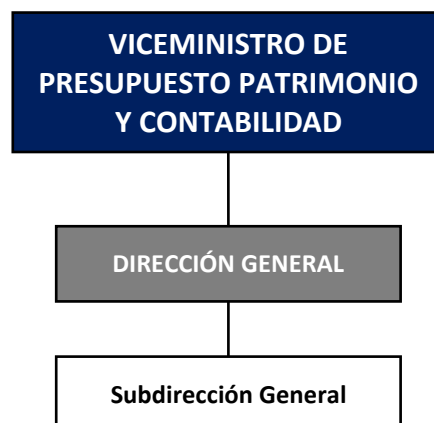 VICEMINISTRO DE
PRESUPUESTO PATRIMONIO
Y CONTABILIDAD
DIRECCIÓN GENERAL
Subdirección General